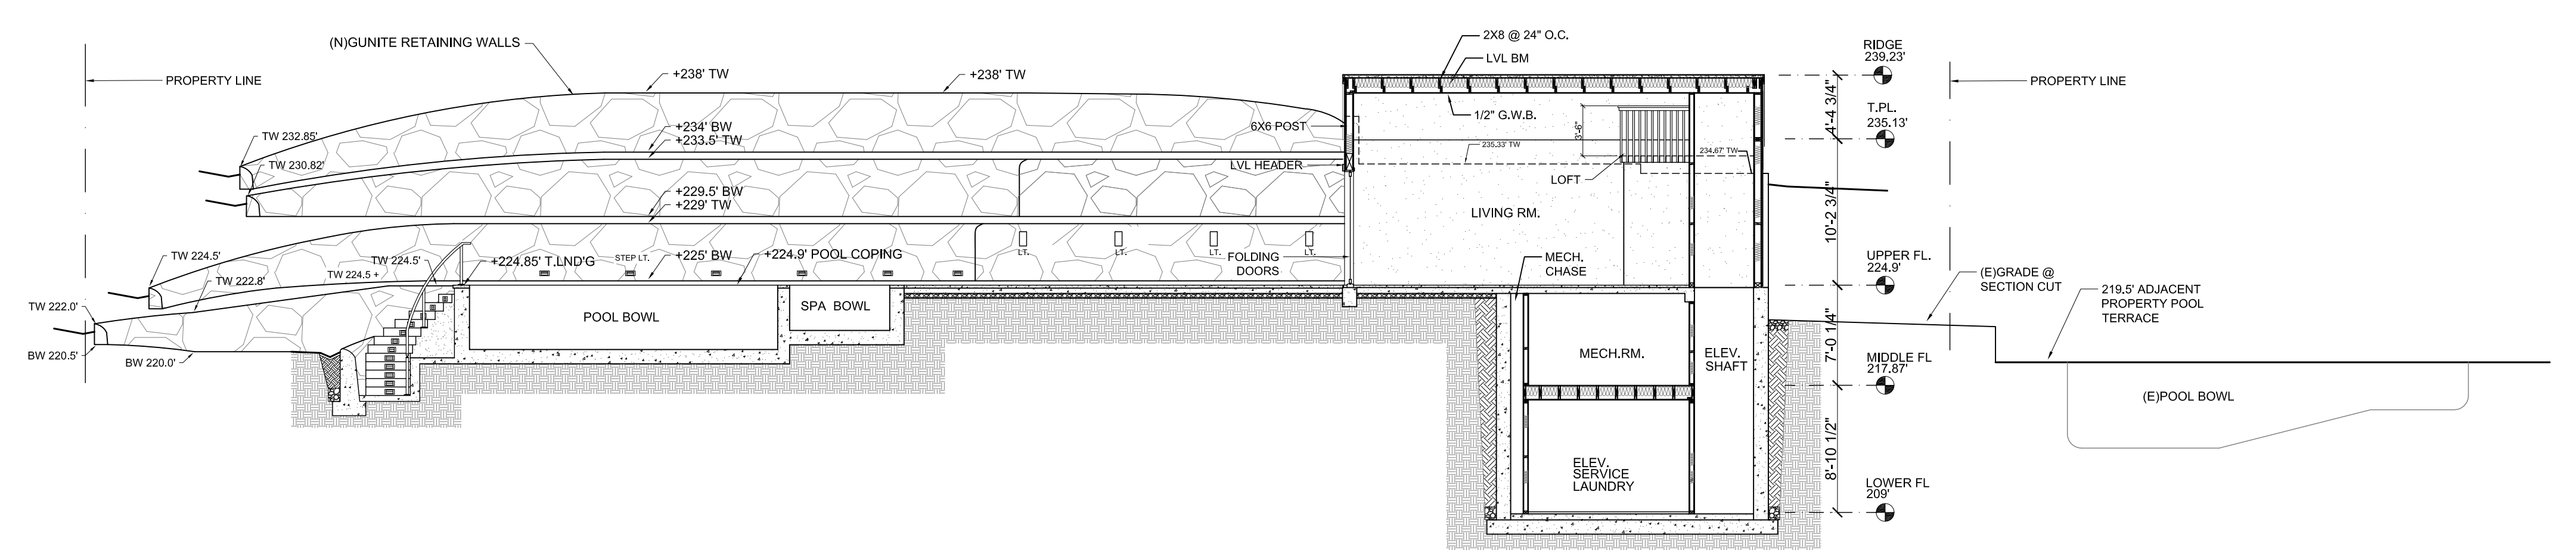 2X8 @ 24" O.C.
LVL BM
(N)GUNITE RETAINING WALLS
RIDGE
239.23'
PROPERTY LINE
+238' TW
+238' TW
PROPERTY LINE
4'-4 3/4"
T.PL.
235.13'
1/2" G.W.B.
3'-6"
6X6 POST
TW 232.85'
+234' BW
+233.5' TW
235.33' TW
234.67' TW
TW 230.82'
LVL HEADER
LOFT
+229.5' BW
+229' TW
LIVING RM.
10'-2 3/4"
LT.
LT.
LT.
LT.
TW 224.5'
TW 224.5'
+224.85' T.LND'G
STEP LT.
+225' BW
+224.9' POOL COPING
FOLDING
DOORS
MECH.
CHASE
UPPER FL.
224.9'
TW 224.5 +
TW 222.8'
(E)GRADE @
SECTION CUT
219.5' ADJACENT
PROPERTY POOL
TERRACE
TW 222.0'
POOL BOWL
SPA BOWL
7'-0 1/4"
BW 220.5'
BW 220.0'
MECH.RM.
ELEV.
SHAFT
MIDDLE FL
217.87'
(E)POOL BOWL
8'-10 1/2"
ELEV.
SERVICE
LAUNDRY
LOWER FL
209'